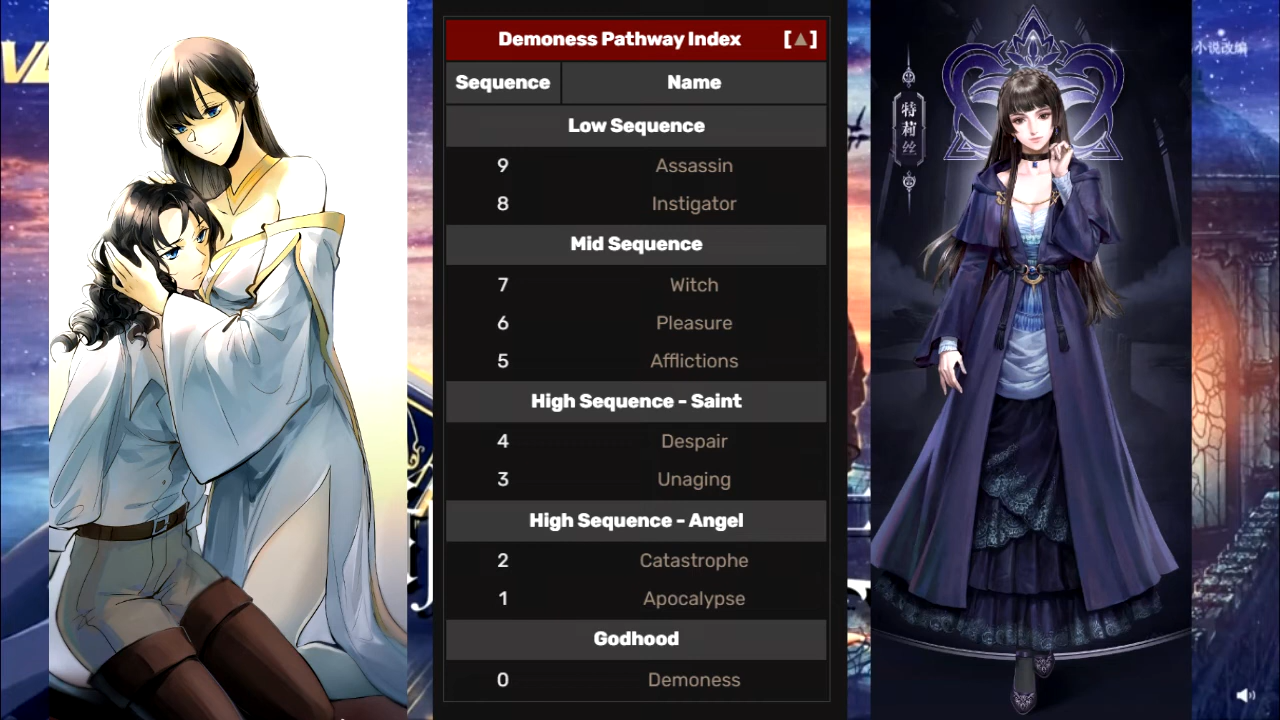 Demoness Pathway Index [▲]
Sequence Name
Low Sequence
9 Assassin
8 Instigator
Mid Sequence
7 Witch
6 Pleasure
5 Afflictions
High Sequence - Saint
4 Despair
3 Unaging
High Sequence - Angel
2 Catastrophe
1 Apocalypse
Godhood
0 Demoness
特莉丝
小说改编